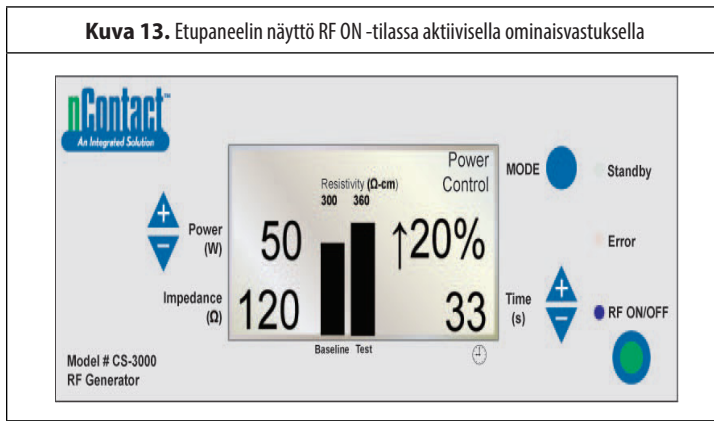 Kuva 13. Etupaneelin näyttö RF ON -tilassa aktiivisella ominaisvastuksella
nContact™
An Integrated Solution
Power
Control
Resistivity (Ω-cm)
300 360
Power
(W)
50
↑20%
Impedance
(Ω)
120
33
Baseline Test
MODE
Standby
Error
Time
(s)
RF ON/OFF
Model # CS-3000
RF Generator